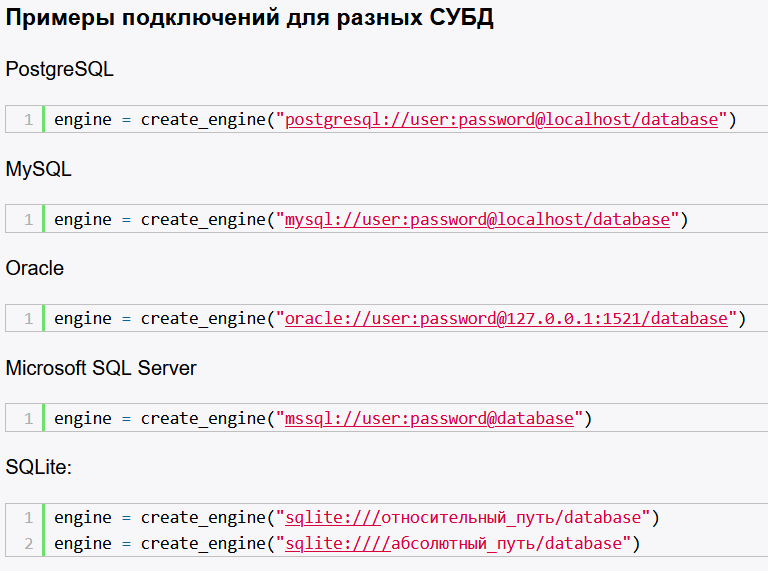 Примеры подключений для разных СУБД
PostgreSQL
1 engine = create_engine("postgresql://user:password@localhost/database")
MySQL
1 engine = create_engine("mysql://user:password@localhost/database")
Oracle
1 engine = create_engine("oracle://user:password@127.0.0.1:1521/database")
Microsoft SQL Server
1 engine = create_engine("mssql://user:password@database")
SQLite:
1 engine = create_engine("sqlite:///относительный_путь/database")
2 engine = create_engine("sqlite:////абсолютный_путь/database")